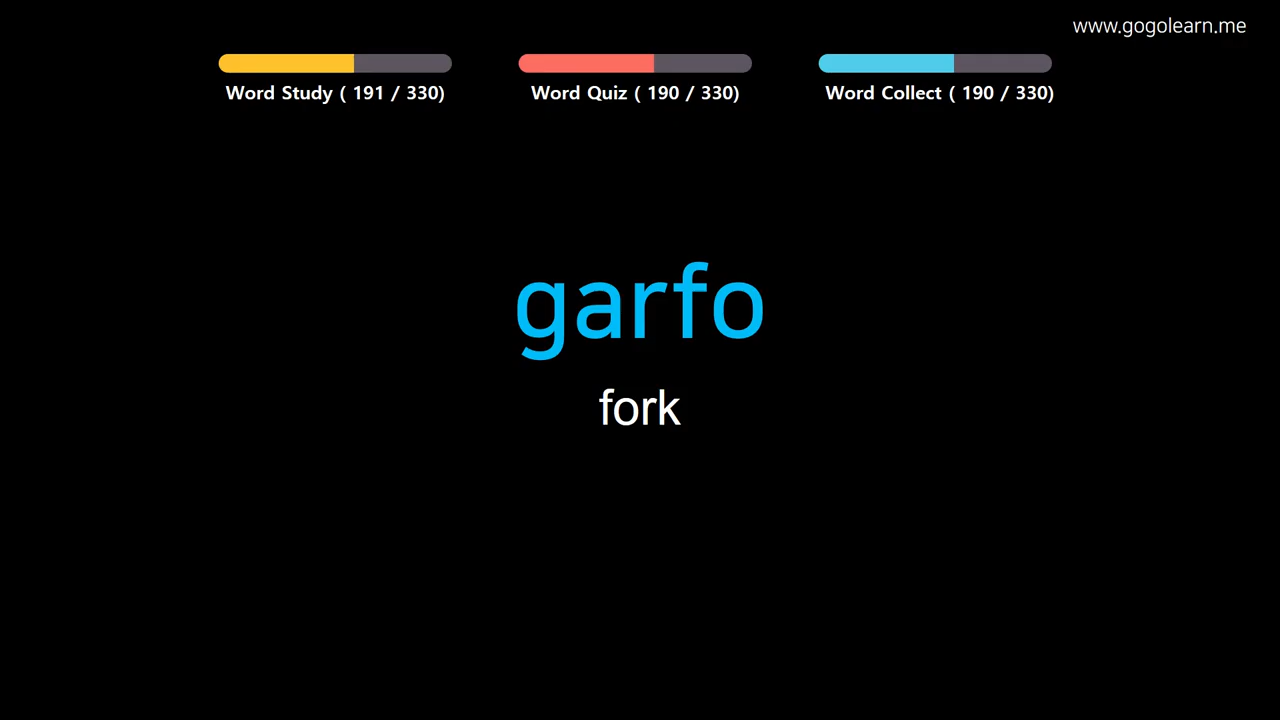 www.gogolearn.me
Word Study ( 191 / 330)
Word Quiz ( 190 / 330)
Word Collect ( 190 / 330)
garfo
fork